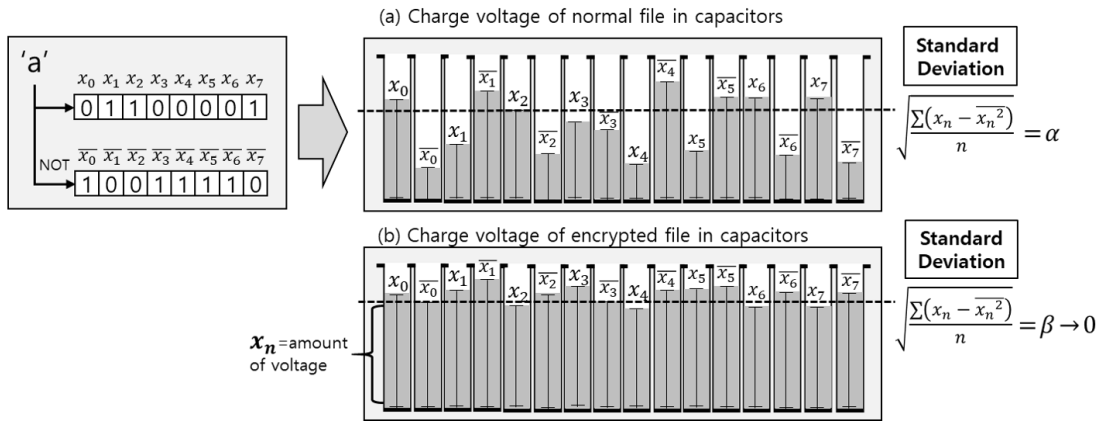 (a) Charge voltage of normal file in capacitors
'a'
x₀ x₁ x₂ x₃ x₄ x₅ x₆ x₇
0 1 1 0 0 0 0 1
NOT
x̅₀ x̅₁ x̅₂ x̅₃ x̅₄ x̅₅ x̅₆ x̅₇
1 0 0 1 1 1 1 0
x₀ x̅₀ x₁ x̅₁ x₂ x̅₂ x₃ x̅₃ x₄ x̅₄ x₅ x̅₅ x₆ x̅₆ x₇ x̅₇
Standard
Deviation
√(∑(xₙ − x̅ₙ²)/n) = α
(b) Charge voltage of encrypted file in capacitors
x₀ x̅₀ x₁ x̅₁ x₂ x̅₂ x₃ x̅₃ x₄ x̅₄ x₅ x̅₅ x₆ x̅₆ x₇ x̅₇
xₙ=amount
of voltage
Standard
Deviation
√(∑(xₙ − x̅ₙ²)/n) = β → 0